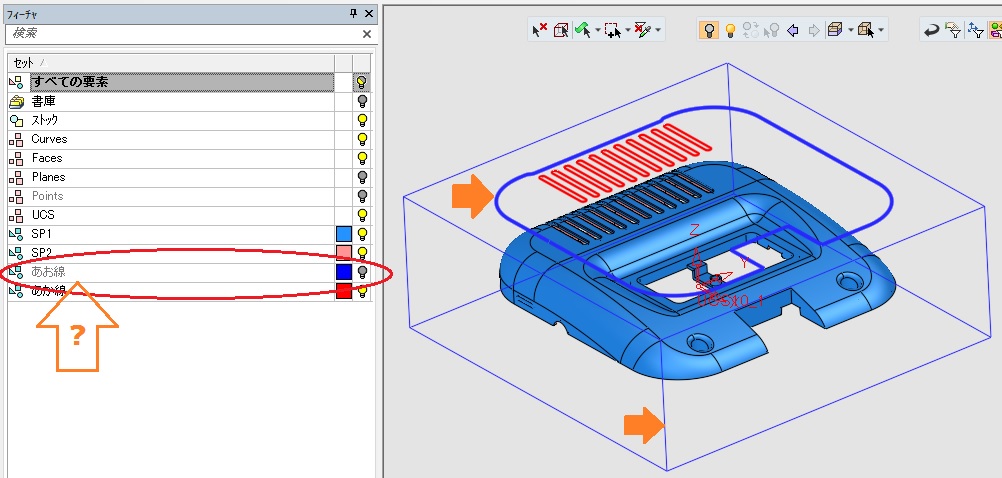 フィーチャ
検索
セット
すべての要素
書庫
ストック
Curves
Faces
Planes
Points
UCS
SP1
SP2
あお線
あか線
?
Z
Y